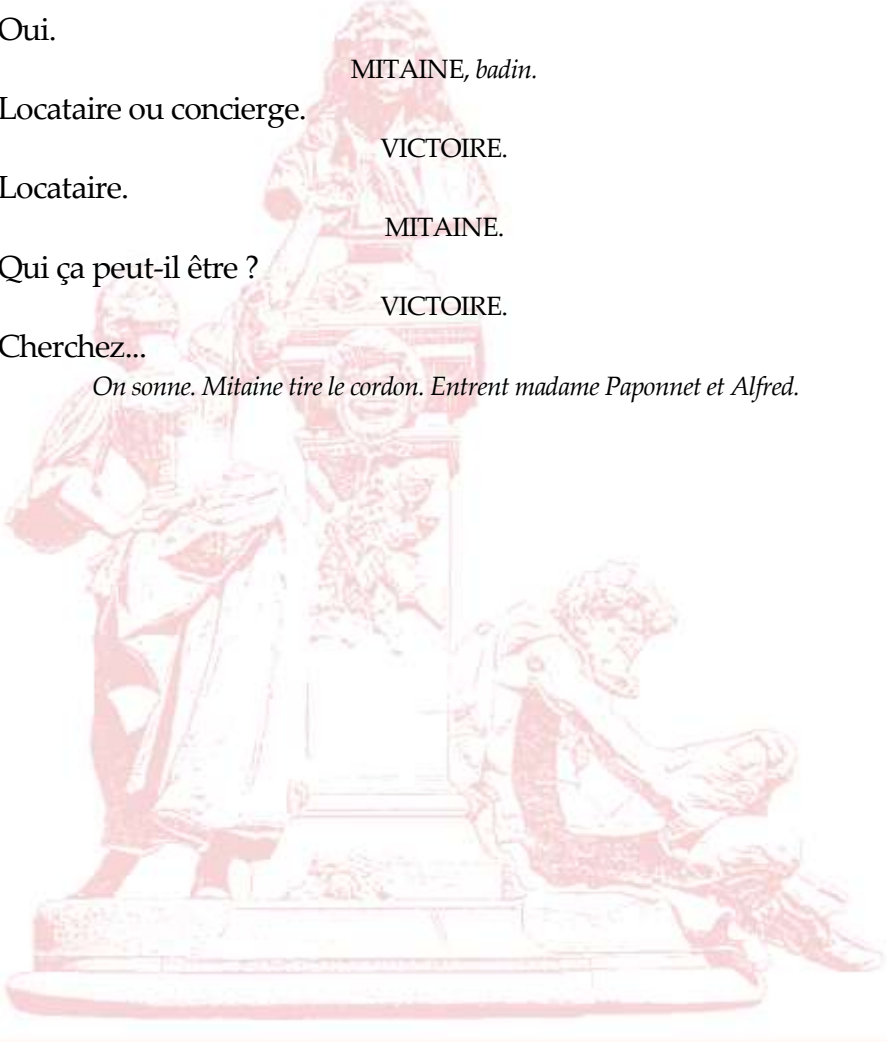 Oui.
MITAINE, badin.
Locataire ou concierge.
VICTOIRE.
Locataire.
MITAINE.
Qui ça peut-il être ?
VICTOIRE.
Cherchez...
On sonne. Mitaine tire le cordon. Entrent madame Paponnet et Alfred.